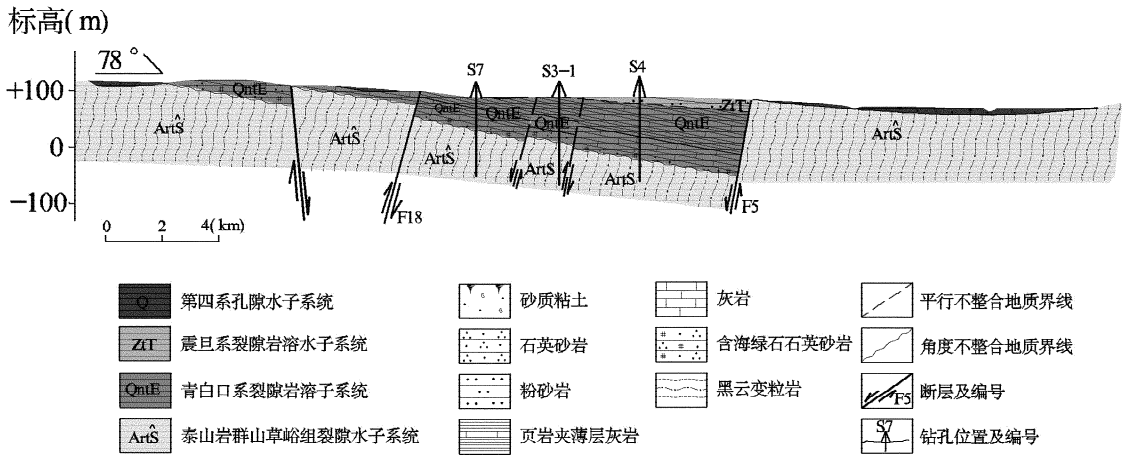 标高(m)
78°
S7 S3-1 S4
+100
QntE QntE QntE QntE QntE ZtT
ArtŜ ArtŜ ArtŜ ArtŜ ArtŜ ArtŜ
0
-100
F18 F5
0 2 4(km)
Q 第四系孔隙水子系统
砂质粘土
灰岩
平行不整合地质界线
ZtT 震旦系裂隙岩溶水子系统
石英砂岩
含海绿石石英砂岩
角度不整合地质界线
QntE 青白口系裂隙岩溶子系统
粉砂岩
黑云变粒岩
F5 断层及编号
ArtŜ 泰山岩群山草峪组裂隙水子系统
页岩夹薄层灰岩
S7 钻孔位置及编号